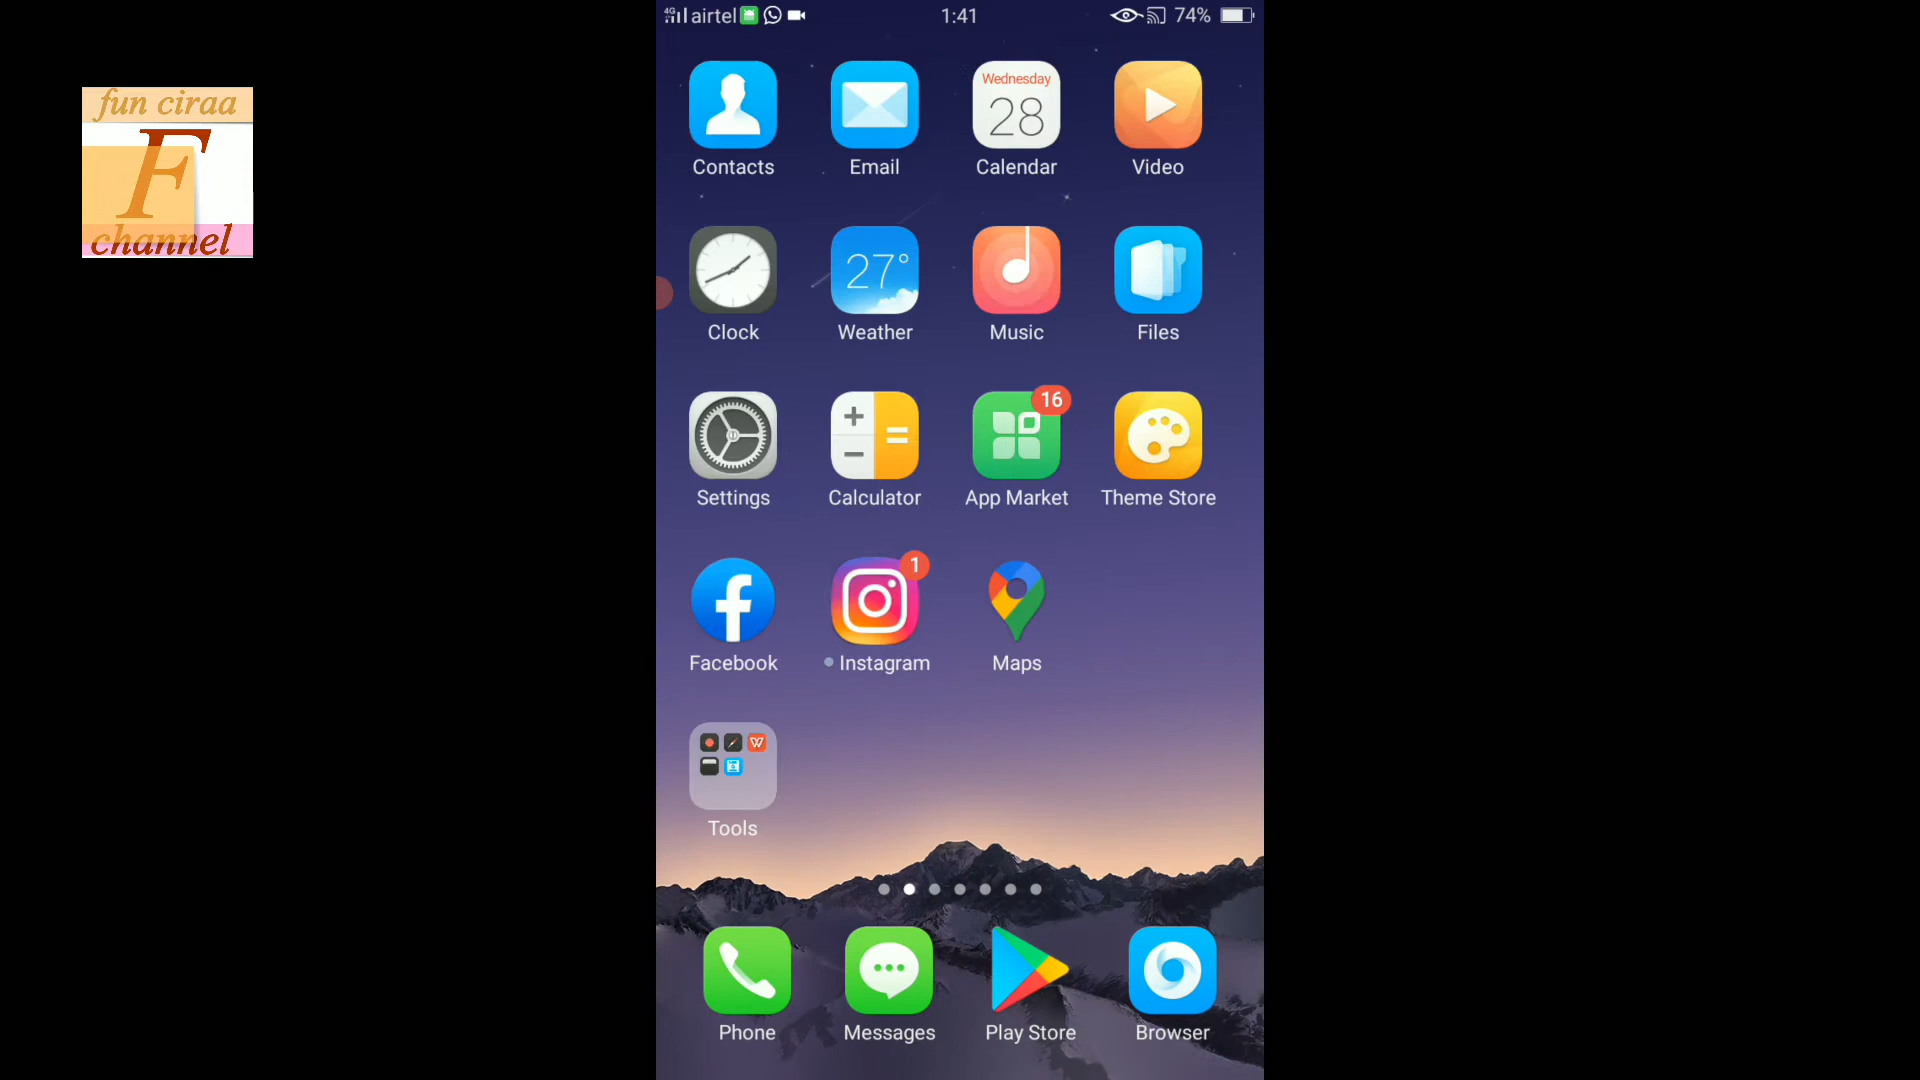 fun ciraa
F
channel
4G airtel 1:41 74%
Contacts Email Calendar Video
Wednesday
28
Clock Weather Music Files
27°
Settings Calculator App Market Theme Store
16
Facebook Instagram Maps
1
Tools
W
Phone Messages Play Store Browser